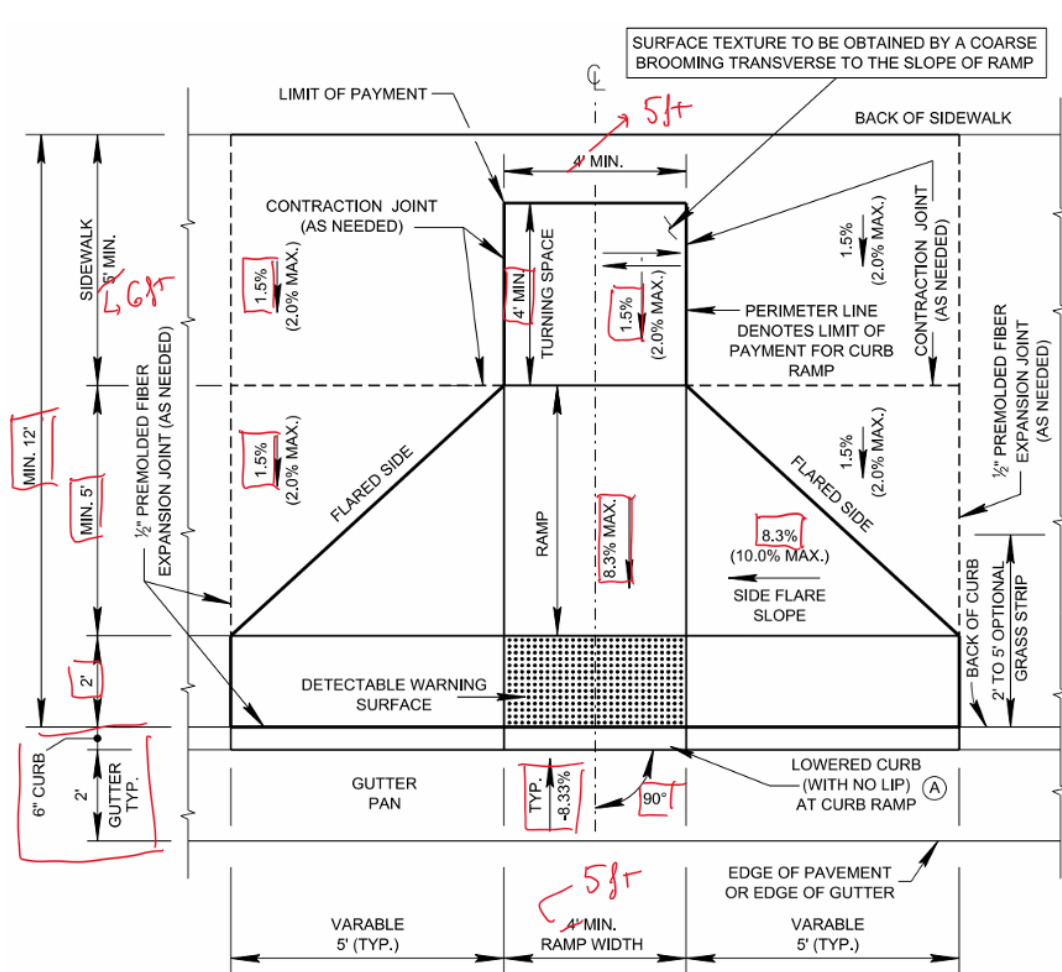 SURFACE TEXTURE TO BE OBTAINED BY A COARSE
BROOMING TRANSVERSE TO THE SLOPE OF RAMP
℄
LIMIT OF PAYMENT
5ft
BACK OF SIDEWALK
4' MIN.
CONTRACTION JOINT
(AS NEEDED)
SIDEWALK
5' MIN.
6ft
1.5%
(2.0% MAX.)
4' MIN.
TURNING SPACE
1.5%
(2.0% MAX.)
1.5%
(2.0% MAX.)
CONTRACTION JOINT
(AS NEEDED)
PERIMETER LINE
DENOTES LIMIT OF
PAYMENT FOR CURB
RAMP
½" PREMOLDED FIBER
EXPANSION JOINT
(AS NEEDED)
MIN. 12'
MIN. 5'
½" PREMOLDED FIBER
EXPANSION JOINT (AS NEEDED)
1.5%
(2.0% MAX.)
FLARED SIDE
RAMP
8.3% MAX.
FLARED SIDE
1.5%
(2.0% MAX.)
8.3%
(10.0% MAX.)
SIDE FLARE
SLOPE
BACK OF CURB
2' TO 5' OPTIONAL
GRASS STRIP
2'
DETECTABLE WARNING
SURFACE
6" CURB
2'
GUTTER
TYP.
GUTTER
PAN
TYP.
-8.33%
90°
LOWERED CURB
(WITH NO LIP)
AT CURB RAMP
A
EDGE OF PAVEMENT
OR EDGE OF GUTTER
5ft
VARABLE
5' (TYP.)
4' MIN.
RAMP WIDTH
VARABLE
5' (TYP.)